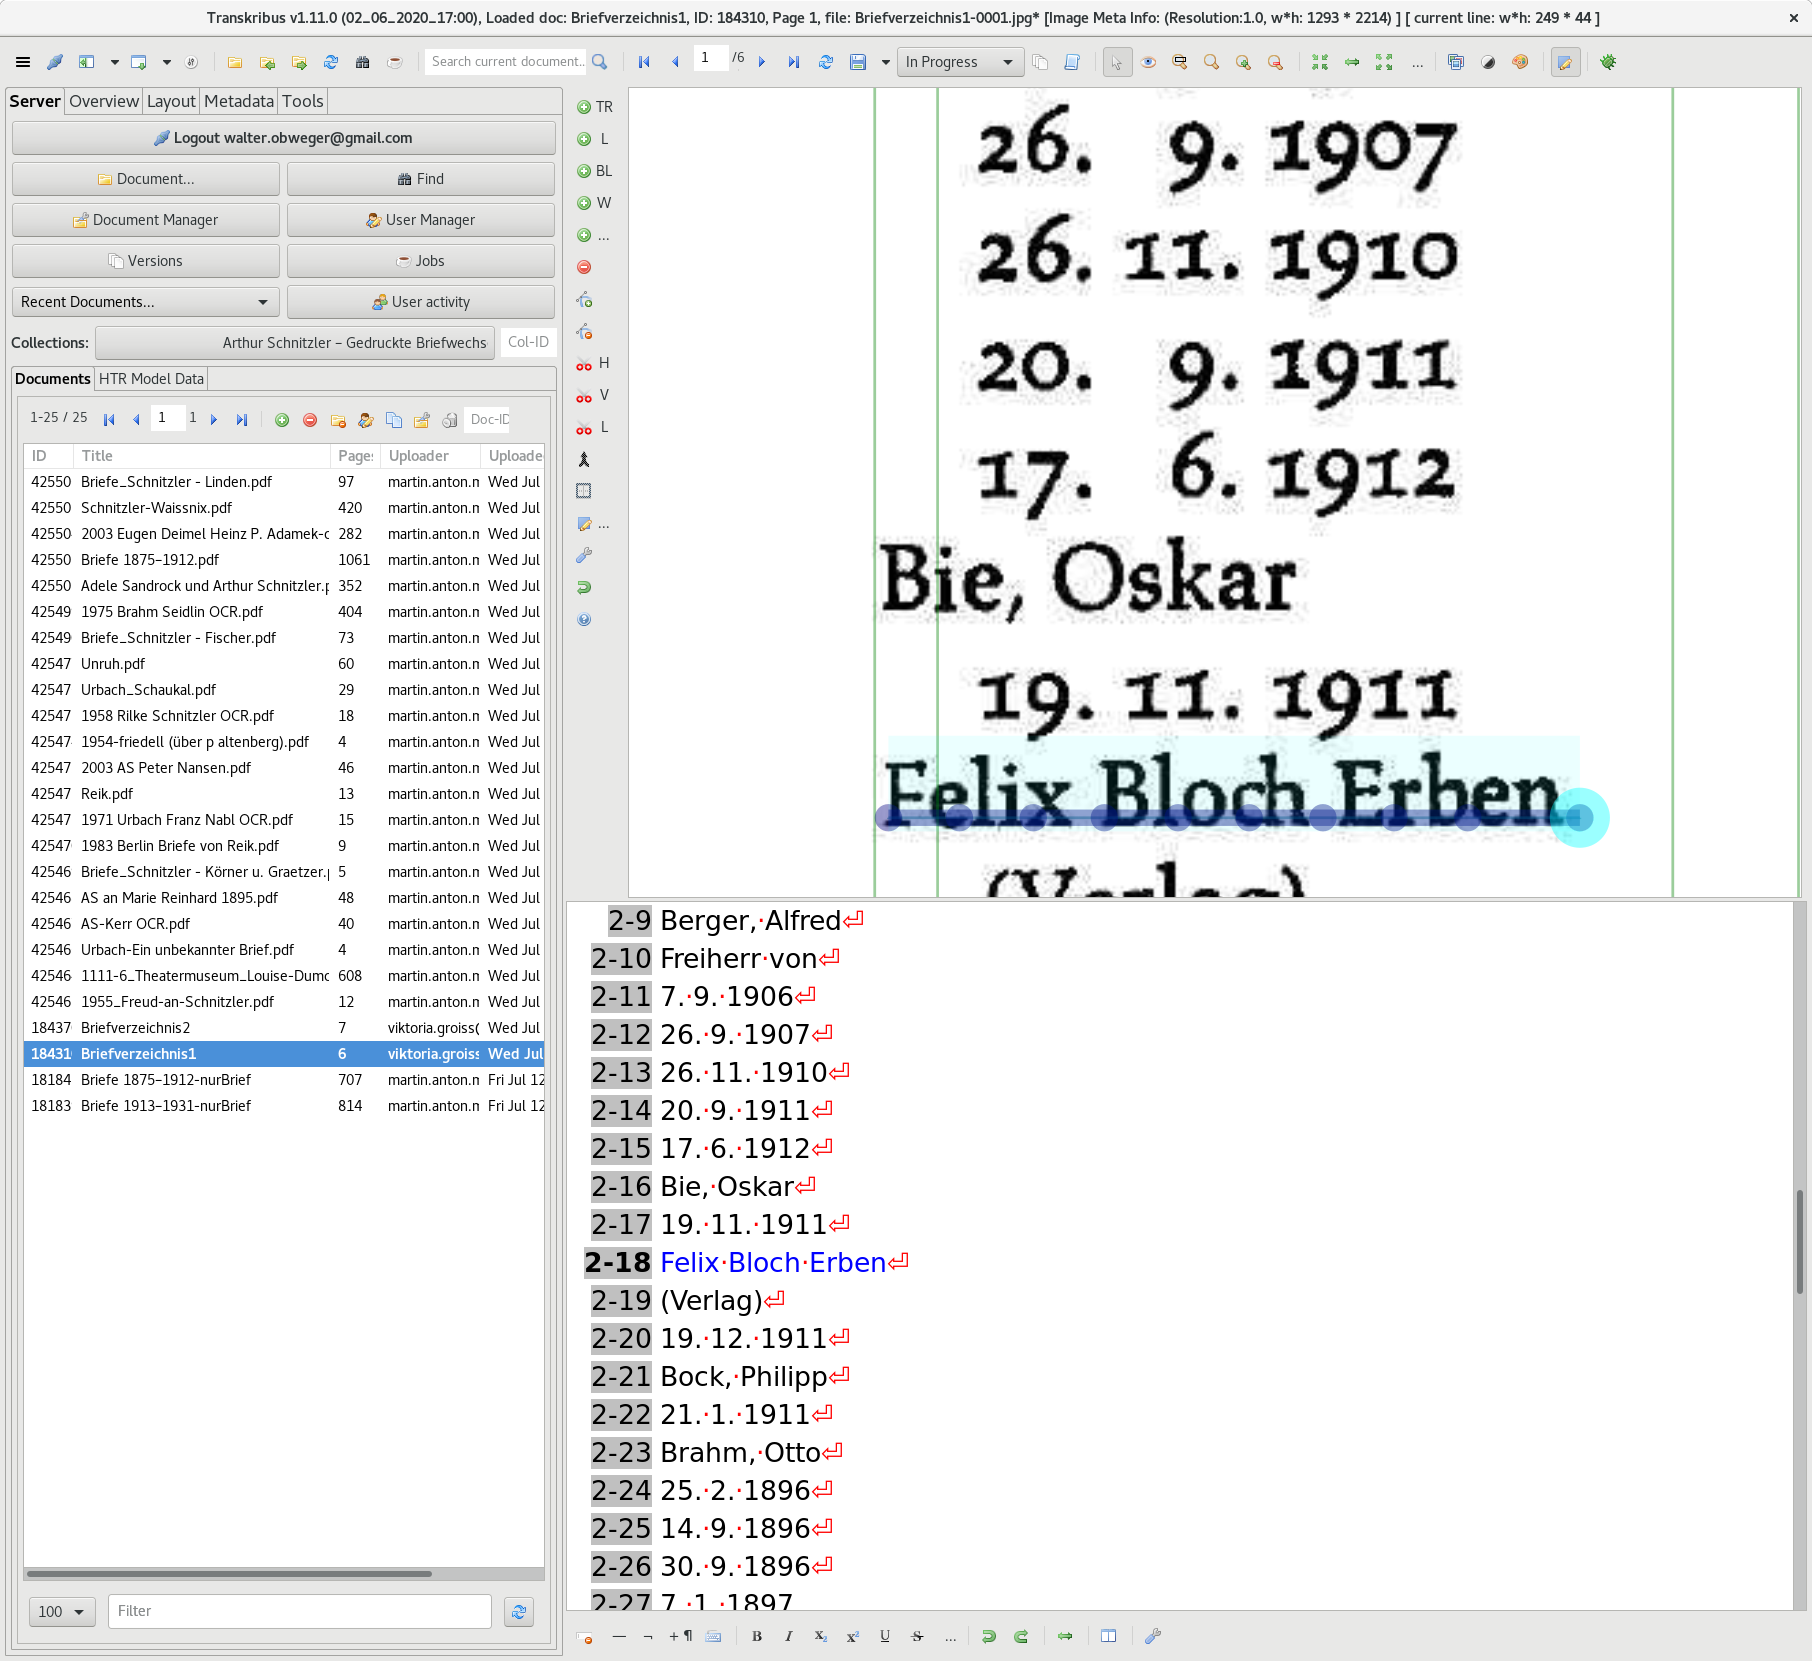 Transkribus v1.11.0 (02_06_2020_17:00), Loaded doc: Briefverzeichnis1, ID: 184310, Page 1, file: Briefverzeichnis1-0001.jpg* [Image Meta Info: (Resolution:1.0, w*h: 1293 * 2214) ] [ current line: w*h: 249 * 44 ]
Search current document...
1 /6
In Progress
...
Server Overview Layout Metadata Tools
Logout walter.obweger@gmail.com
Document... Find
Document Manager User Manager
Versions Jobs
Recent Documents... User activity
Collections: Arthur Schnitzler – Gedruckte Briefwechs Col-ID
Documents HTR Model Data
1-25 / 25 1 1 Doc-ID
ID Title Pages Uploader Uploade
42550 Briefe_Schnitzler - Linden.pdf 97 martin.anton.m Wed Jul
42550 Schnitzler-Waissnix.pdf 420 martin.anton.m Wed Jul
42550 2003 Eugen Deimel Heinz P. Adamek-c 282 martin.anton.m Wed Jul
42550 Briefe 1875–1912.pdf 1061 martin.anton.m Wed Jul
42550 Adele Sandrock und Arthur Schnitzler.p 352 martin.anton.m Wed Jul
42549 1975 Brahm Seidlin OCR.pdf 404 martin.anton.m Wed Jul
42549 Briefe_Schnitzler - Fischer.pdf 73 martin.anton.m Wed Jul
42547 Unruh.pdf 60 martin.anton.m Wed Jul
42547 Urbach_Schaukal.pdf 29 martin.anton.m Wed Jul
42547 1958 Rilke Schnitzler OCR.pdf 18 martin.anton.m Wed Jul
42547 1954-friedell (über p altenberg).pdf 4 martin.anton.m Wed Jul
42547 2003 AS Peter Nansen.pdf 46 martin.anton.m Wed Jul
42547 Reik.pdf 13 martin.anton.m Wed Jul
42547 1971 Urbach Franz Nabl OCR.pdf 15 martin.anton.m Wed Jul
42547 1983 Berlin Briefe von Reik.pdf 9 martin.anton.m Wed Jul
42546 Briefe_Schnitzler - Körner u. Graetzer.p 5 martin.anton.m Wed Jul
42546 AS an Marie Reinhard 1895.pdf 48 martin.anton.m Wed Jul
42546 AS-Kerr OCR.pdf 40 martin.anton.m Wed Jul
42546 Urbach-Ein unbekannter Brief.pdf 4 martin.anton.m Wed Jul
42546 1111-6_Theatermuseum_Louise-Dumo 608 martin.anton.m Wed Jul
42546 1955_Freud-an-Schnitzler.pdf 12 martin.anton.m Wed Jul
18437 Briefverzeichnis2 7 viktoria.groiss( Wed Jul
18431 Briefverzeichnis1 6 viktoria.groiss Wed Jul
18184 Briefe 1875–1912-nurBrief 707 martin.anton.m Fri Jul 12
18183 Briefe 1913–1931-nurBrief 814 martin.anton.m Fri Jul 12
100 Filter
TR
L
BL
W
...
H
V
L
...
26. 9. 1907
26. 11. 1910
20. 9. 1911
17. 6. 1912
Bie, Oskar
19. 11. 1911
Felix Bloch Erben
(Verlag)
2-9 Berger,·Alfred⏎
2-10 Freiherr·von⏎
2-11 7.·9.·1906⏎
2-12 26.·9.·1907⏎
2-13 26.·11.·1910⏎
2-14 20.·9.·1911⏎
2-15 17.·6.·1912⏎
2-16 Bie,·Oskar⏎
2-17 19.·11.·1911⏎
2-18 Felix·Bloch·Erben⏎
2-19 (Verlag)⏎
2-20 19.·12.·1911⏎
2-21 Bock,·Philipp⏎
2-22 21.·1.·1911⏎
2-23 Brahm,·Otto⏎
2-24 25.·2.·1896⏎
2-25 14.·9.·1896⏎
2-26 30.·9.·1896⏎
2-27 7.·1.·1897
— ¬ +¶ B I X₂ X² U S ...